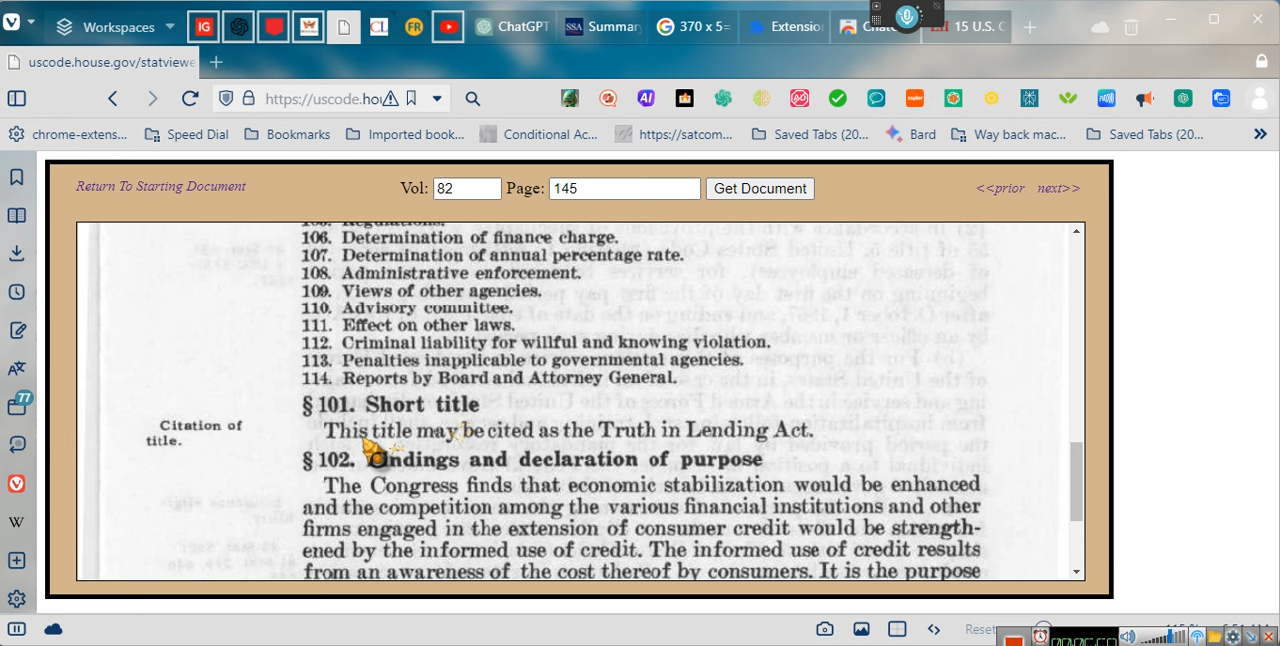 Workspaces
ChatGPT
Summar
370 x 5=
Extensio
15 U.S. C
uscode.house.gov/statviewe
https://uscode.hou
chrome-extens...
Speed Dial
Bookmarks
Imported book...
Conditional Ac...
https://satcom...
Saved Tabs (20...
Bard
Way back mac...
Saved Tabs (20...
Return To Starting Document
Vol: 82 Page: 145 Get Document
<<prior next>>
106. Determination of finance charge.
107. Determination of annual percentage rate.
108. Administrative enforcement.
109. Views of other agencies.
110. Advisory committee.
111. Effect on other laws.
112. Criminal liability for willful and knowing violation.
113. Penalties inapplicable to governmental agencies.
114. Reports by Board and Attorney General.
§ 101. Short title
Citation of
title.
This title may be cited as the Truth in Lending Act.
§ 102. Findings and declaration of purpose
The Congress finds that economic stabilization would be enhanced
and the competition among the various financial institutions and other
firms engaged in the extension of consumer credit would be strength-
ened by the informed use of credit. The informed use of credit results
from an awareness of the cost thereof by consumers. It is the purpose
77
Reset